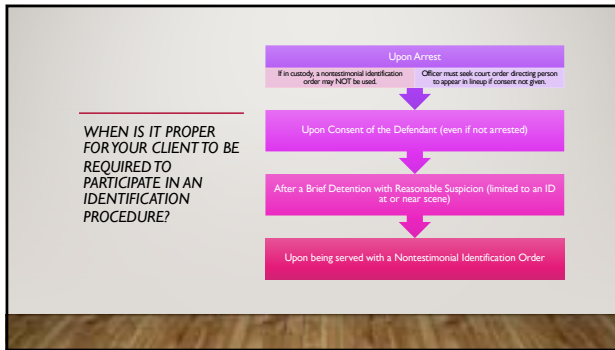 WHEN IS IT PROPER
FOR YOUR CLIENT TO BE
REQUIRED TO
PARTICIPATE IN AN
IDENTIFICATION
PROCEDURE?
Upon Arrest
If in custody, a nontestimonial identification
order may NOT be used.
Officer must seek court order directing person
to appear in lineup if consent not given.
Upon Consent of the Defendant (even if not arrested)
After a Brief Detention with Reasonable Suspicion (limited to an ID
at or near scene)
Upon being served with a Nontestimonial Identification Order